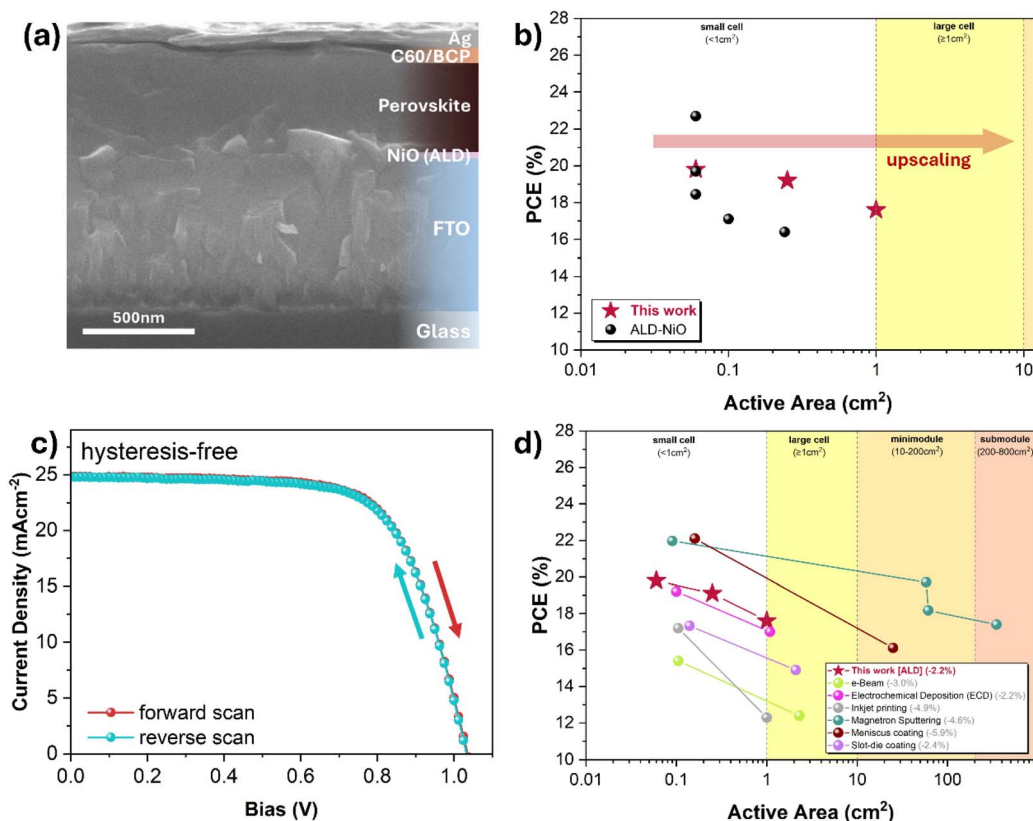 (a)
Ag
C60/BCP
Perovskite
NiO (ALD)
FTO
500nm
Glass
b)
small cell
(<1cm²)
large cell
(≥1cm²)
28
26
24
22
20
18
16
14
12
10
PCE (%)
upscaling
This work
ALD-NiO
0.01
0.1
1
10
Active Area (cm²)
c)
hysteresis-free
30
25
20
15
10
5
0
Current Density (mAcm⁻²)
forward scan
reverse scan
0.0
0.2
0.4
0.6
0.8
1.0
Bias (V)
d)
small cell
(<1cm²)
large cell
(≥1cm²)
minimodule
(10-200cm²)
submodule
(200-800cm²)
28
26
24
22
20
18
16
14
12
10
PCE (%)
This work [ALD] (-2.2%)
e-Beam (-3.0%)
Electrochemical Deposition (ECD) (-2.2%)
Inkjet printing (-4.9%)
Magnetron Sputtering (-4.6%)
Meniscus coating (-5.9%)
Slot-die coating (-2.4%)
0.01
0.1
1
10
100
Active Area (cm²)